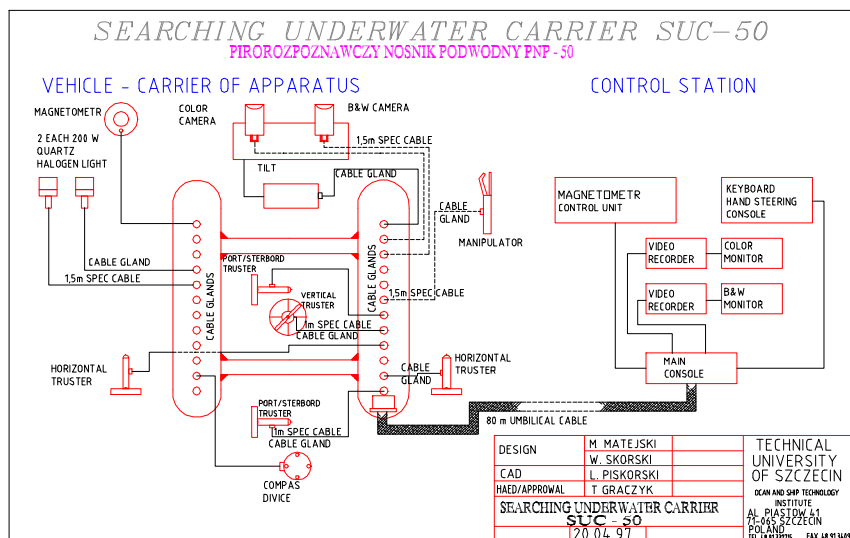 SEARCHING UNDERWATER CARRIER SUC-50
PIROROZPOZNAWCZY NOSNIK PODWODNY PNP - 50
VEHICLE - CARRIER OF APPARATUS
CONTROL STATION
MAGNETOMETR
COLOR
CAMERA
B&W CAMERA
2 EACH 200 W
QUARTZ
HALOGEN LIGHT
1,5m SPEC CABLE
TILT
CABLE GLAND
CABLE
GLAND
MANIPULATOR
MAGNETOMETR
CONTROL UNIT
KEYBOARD
HAND STEERING
CONSOLE
VIDEO
RECORDER
COLOR
MONITOR
VIDEO
RECORDER
B&W
MONITOR
MAIN
CONSOLE
CABLE GLAND
1,5m SPEC CABLE
CABLE GLANDS
CABLE GLANDS
PORT/STERBORD
TRUSTER
VERTICAL
TRUSTER
1,5m SPEC CABLE
1m SPEC CABLE
CABLE GLAND
HORIZONTAL
TRUSTER
CABLE
GLAND
HORIZONTAL
TRUSTER
PORT/STERBORD
TRUSTER
1m SPEC CABLE
CABLE GLAND
80 m UMBILICAL CABLE
COMPAS
DIVICE
DESIGN
M MATEJSKI
W. SKORSKI
CAD
L. PISKORSKI
HAED/APPROWAL
T GRACZYK
SEARCHING UNDERWATER CARRIER
SUC - 50
20 04 97
TECHNICAL
UNIVERSITY
OF SZCZECIN
OCAN AND SHIP TECHNOLOGY
INSTITUTE
AL PIASTOW 41
71-065 SZCZECIN
POLAND
TEL FAX